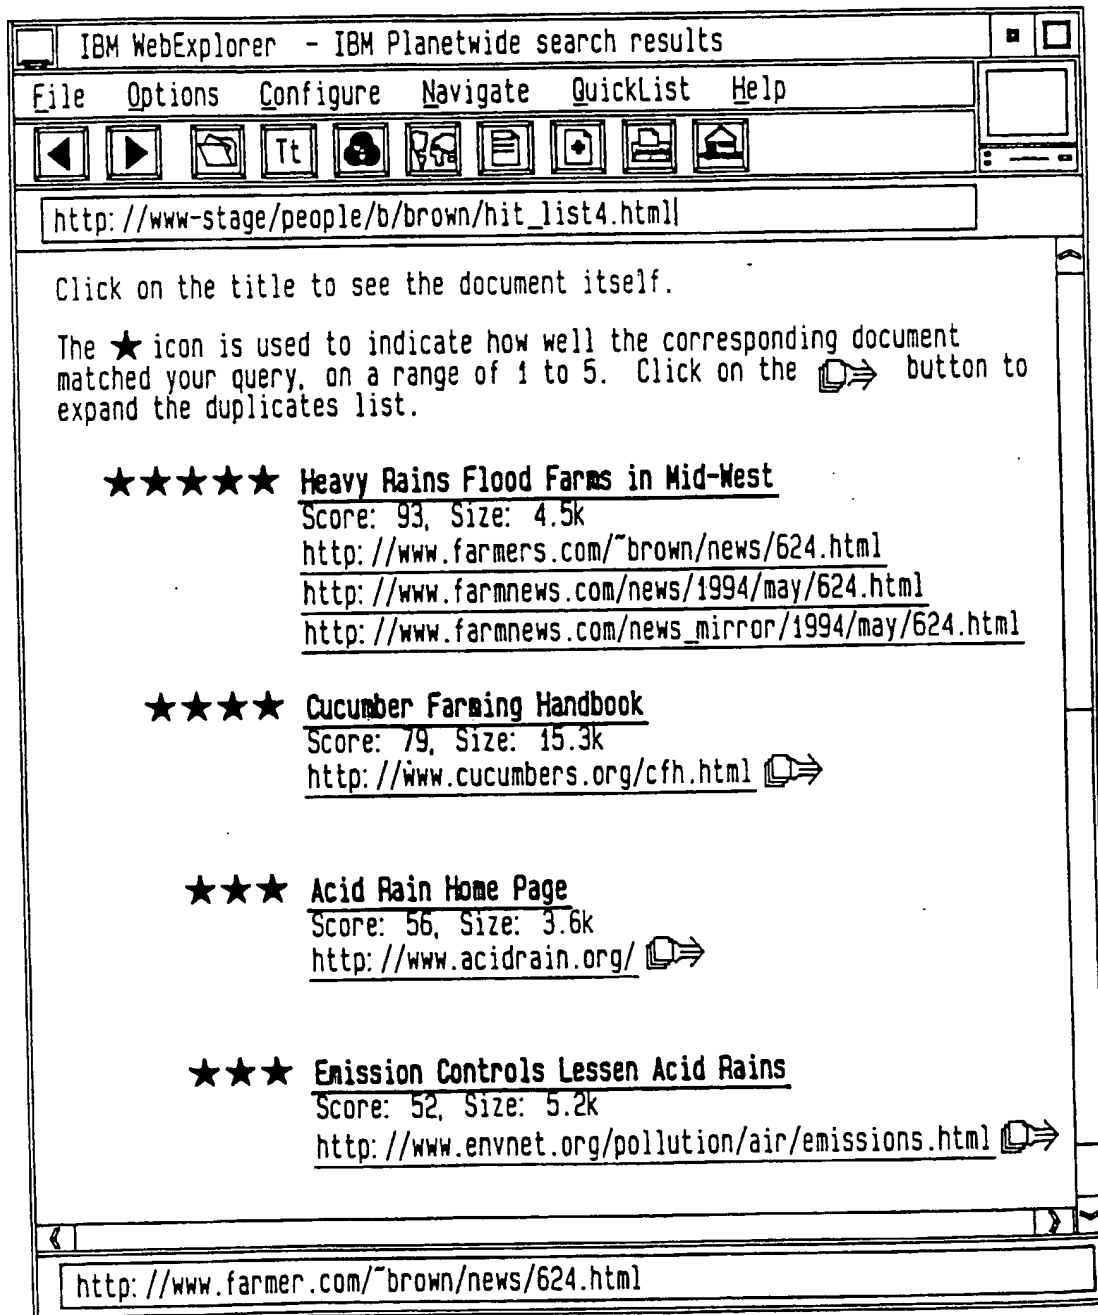 IBM WebExplorer - IBM Planetwide search results
File Options Configure Navigate QuickList Help
Tt
http://www-stage/people/b/brown/hit_list4.html
Click on the title to see the document itself.
The ★ icon is used to indicate how well the corresponding document
matched your query, on a range of 1 to 5. Click on the button to
expand the duplicates list.
★★★★★ Heavy Rains Flood Farms in Mid-West
Score: 93, Size: 4.5k
http://www.farmers.com/~brown/news/624.html
http://www.farmnews.com/news/1994/may/624.html
http://www.farmnews.com/news_mirror/1994/may/624.html
★★★★ Cucumber Farming Handbook
Score: 79, Size: 15.3k
http://www.cucumbers.org/cfh.html
★★★ Acid Rain Home Page
Score: 56, Size: 3.6k
http://www.acidrain.org/
★★★ Emission Controls Lessen Acid Rains
Score: 52, Size: 5.2k
http://www.envnet.org/pollution/air/emissions.html
http://www.farmer.com/~brown/news/624.html